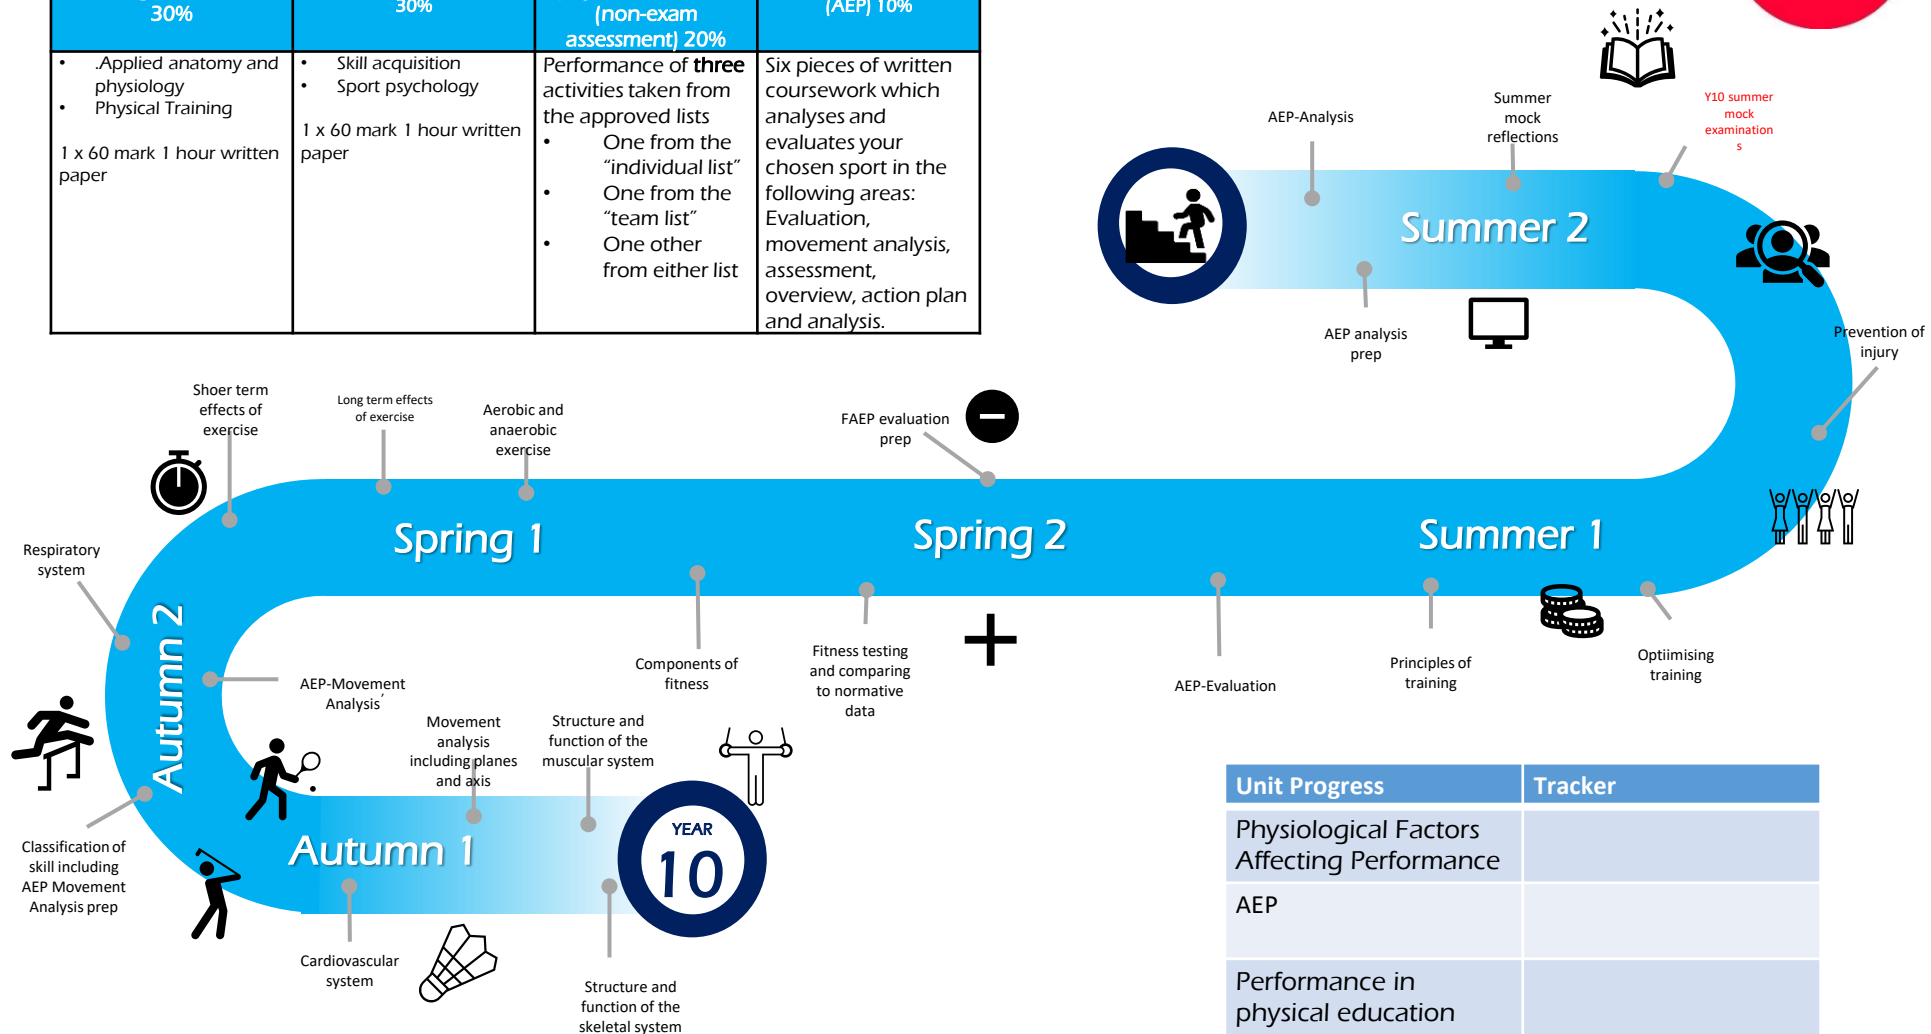 30%
30%
(non-exam
assessment) 20%
(AEP) 10%
• .Applied anatomy and
physiology
• Physical Training
1 x 60 mark 1 hour written
paper
• Skill acquisition
• Sport psychology
1 x 60 mark 1 hour written
paper
Performance of three
activities taken from
the approved lists
• One from the
“individual list”
• One from the
“team list”
• One other
from either list
Six pieces of written
coursework which
analyses and
evaluates your
chosen sport in the
following areas:
Evaluation,
movement analysis,
assessment,
overview, action plan
and analysis.
AEP-Analysis
Summer
mock
reflections
Y10 summer
mock
examination
s
Summer 2
AEP analysis
prep
Prevention of
injury
Shoer term
effects of
exercise
Long term effects
of exercise
Aerobic and
anaerobic
exercise
FAEP evaluation
prep
Spring 1
Spring 2
Summer 1
Respiratory
system
Autumn 2
AEP-Movement
Analysis’
Components of
fitness
Fitness testing
and comparing
to normative
data
AEP-Evaluation
Principles of
training
Optiimising
training
Movement
analysis
including planes
and axis
Structure and
function of the
muscular system
Classification of
skill including
AEP Movement
Analysis prep
Autumn 1
YEAR
10
Cardiovascular
system
Structure and
function of the
skeletal system
Unit Progress
Tracker
Physiological Factors
Affecting Performance
AEP
Performance in
physical education